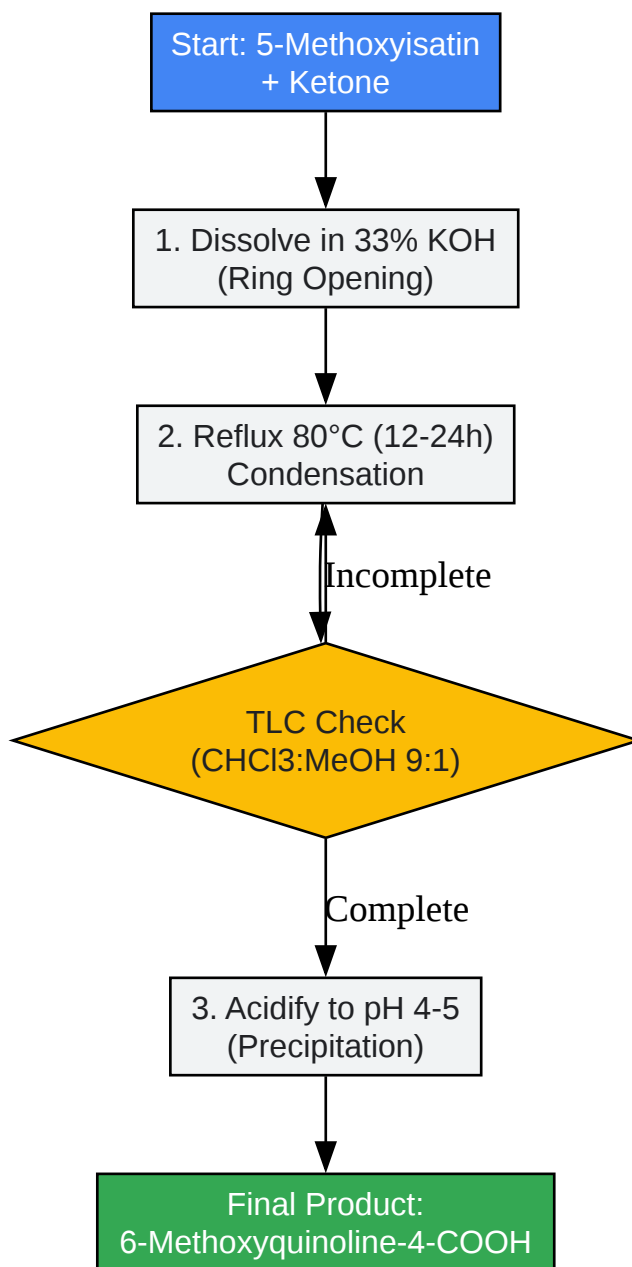 Start: 5-Methoxyisatin
+ Ketone
1. Dissolve in 33% KOH
(Ring Opening)
2. Reflux 80°C (12-24h)
Condensation
Incomplete
TLC Check
(CHCl3:MeOH 9:1)
Complete
3. Acidify to pH 4-5
(Precipitation)
Final Product:
6-Methoxyquinoline-4-COOH